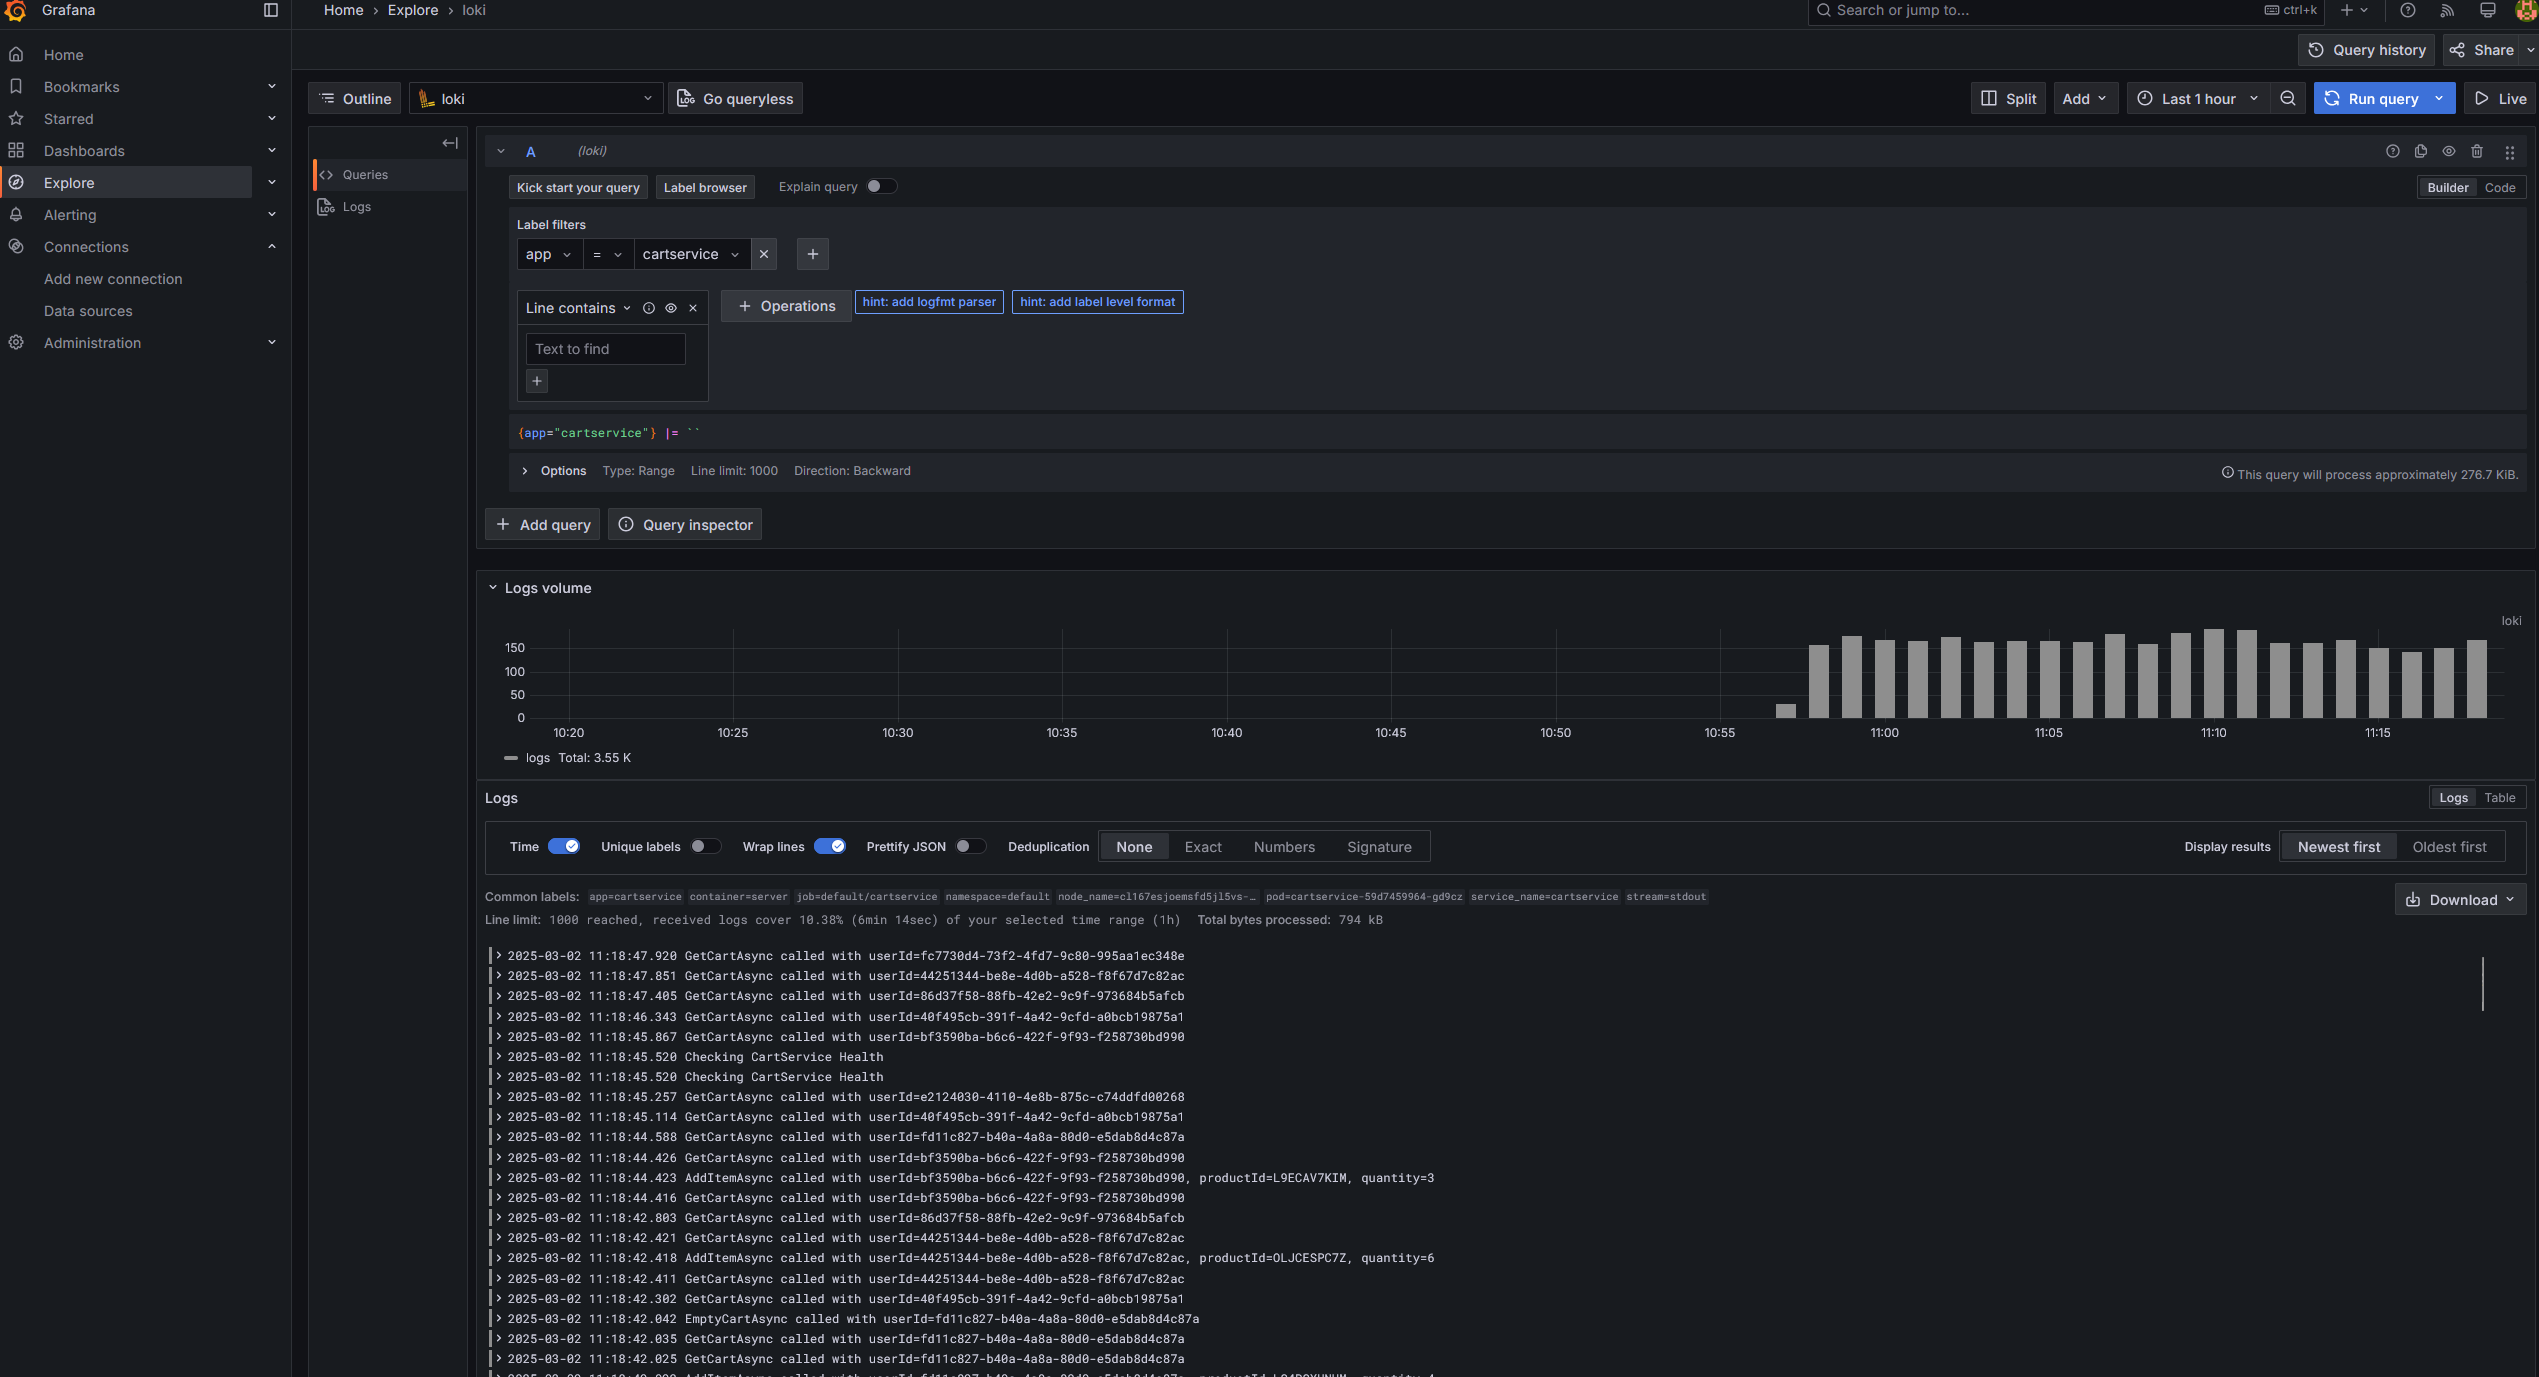 Grafana
Home › Explore › loki
Search or jump to...
ctrl+k
Home
Bookmarks
Starred
Dashboards
Explore
Alerting
Connections
Add new connection
Data sources
Administration
Query history
Share
Outline
loki
Go queryless
Split
Add
Last 1 hour
Run query
Live
Queries
Logs
A (loki)
Kick start your query
Label browser
Explain query
Builder
Code
Label filters
app
=
cartservice
Line contains
Text to find
Operations
hint: add logfmt parser
hint: add label level format
{app="cartservice"} |= ``
Options Type: Range Line limit: 1000 Direction: Backward
This query will process approximately 276.7 KiB.
Add query
Query inspector
Logs volume
loki
150
100
50
0
10:20 10:25 10:30 10:35 10:40 10:45 10:50 10:55 11:00 11:05 11:10 11:15
logs Total: 3.55 K
Logs
Logs
Table
Time
Unique labels
Wrap lines
Prettify JSON
Deduplication
None
Exact
Numbers
Signature
Display results
Newest first
Oldest first
Common labels: app=cartservice container=server job=default/cartservice namespace=default node_name=cl167esjoemsfd5jl5vs-… pod=cartservice-59d7459964-gd9cz service_name=cartservice stream=stdout
Download
Line limit: 1000 reached, received logs cover 10.38% (6min 14sec) of your selected time range (1h) Total bytes processed: 794 kB
2025-03-02 11:18:47.920 GetCartAsync called with userId=fc7730d4-73f2-4fd7-9c80-995aa1ec348e
2025-03-02 11:18:47.851 GetCartAsync called with userId=44251344-be8e-4d0b-a528-f8f67d7c82ac
2025-03-02 11:18:47.405 GetCartAsync called with userId=86d37f58-88fb-42e2-9c9f-973684b5afcb
2025-03-02 11:18:46.343 GetCartAsync called with userId=40f495cb-391f-4a42-9cfd-a0bcb19875a1
2025-03-02 11:18:45.867 GetCartAsync called with userId=bf3590ba-b6c6-422f-9f93-f258730bd990
2025-03-02 11:18:45.520 Checking CartService Health
2025-03-02 11:18:45.520 Checking CartService Health
2025-03-02 11:18:45.257 GetCartAsync called with userId=e2124030-4110-4e8b-875c-c74ddfd00268
2025-03-02 11:18:45.114 GetCartAsync called with userId=40f495cb-391f-4a42-9cfd-a0bcb19875a1
2025-03-02 11:18:44.588 GetCartAsync called with userId=fd11c827-b40a-4a8a-80d0-e5dab8d4c87a
2025-03-02 11:18:44.426 GetCartAsync called with userId=bf3590ba-b6c6-422f-9f93-f258730bd990
2025-03-02 11:18:44.423 AddItemAsync called with userId=bf3590ba-b6c6-422f-9f93-f258730bd990, productId=L9ECAV7KIM, quantity=3
2025-03-02 11:18:44.416 GetCartAsync called with userId=bf3590ba-b6c6-422f-9f93-f258730bd990
2025-03-02 11:18:42.803 GetCartAsync called with userId=86d37f58-88fb-42e2-9c9f-973684b5afcb
2025-03-02 11:18:42.421 GetCartAsync called with userId=44251344-be8e-4d0b-a528-f8f67d7c82ac
2025-03-02 11:18:42.418 AddItemAsync called with userId=44251344-be8e-4d0b-a528-f8f67d7c82ac, productId=OLJCESPC7Z, quantity=6
2025-03-02 11:18:42.411 GetCartAsync called with userId=44251344-be8e-4d0b-a528-f8f67d7c82ac
2025-03-02 11:18:42.302 GetCartAsync called with userId=40f495cb-391f-4a42-9cfd-a0bcb19875a1
2025-03-02 11:18:42.042 EmptyCartAsync called with userId=fd11c827-b40a-4a8a-80d0-e5dab8d4c87a
2025-03-02 11:18:42.035 GetCartAsync called with userId=fd11c827-b40a-4a8a-80d0-e5dab8d4c87a
2025-03-02 11:18:42.025 GetCartAsync called with userId=fd11c827-b40a-4a8a-80d0-e5dab8d4c87a